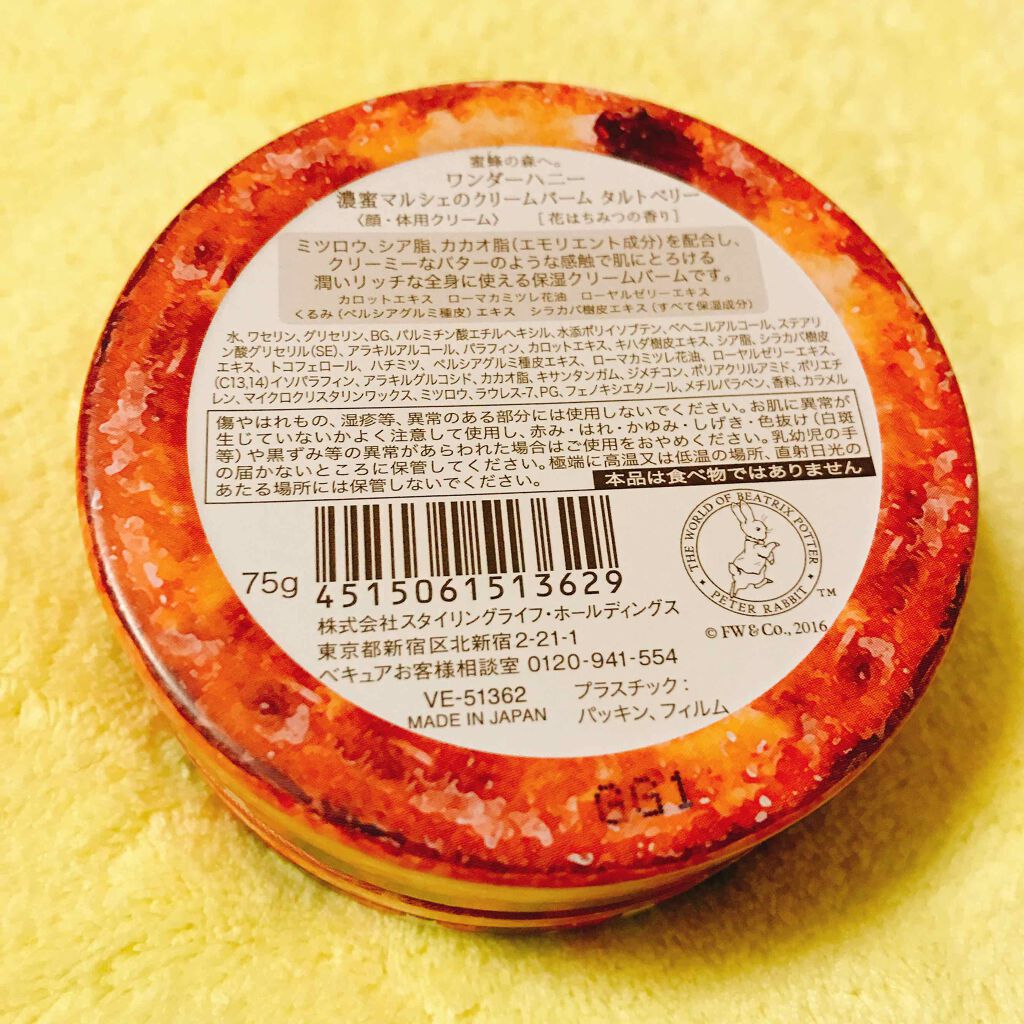 蜜蜂の森へ。
ワンダーハニー
濃蜜マルシェのクリームバーム タルトベリー
〈顔・体用クリーム〉 [花はちみつの香り]
ミツロウ、シア脂、カカオ脂(エモリエント成分)を配合し、
クリーミーなバターのような感触で肌にとろける
潤いリッチな全身に使える保湿クリームバームです。
カロットエキス ローマカミツレ花油 ローヤルゼリーエキス
くるみ(ペルシアグルミ種皮)エキス シラカバ樹皮エキス(すべて保湿成分)
水、ワセリン、グリセリン、BG、パルミチン酸エチルヘキシル、水添ポリイソブテン、ベヘニルアルコール、ステアリ
ン酸グリセリル(SE)、アラキルアルコール、パラフィン、カロットエキス、キハダ樹皮エキス、シア脂、シラカバ樹皮
エキス、トコフェロール、ハチミツ、ペルシアグルミ種皮エキス、ローマカミツレ花油、ローヤルゼリーエキス、
(C13,14)イソパラフィン、アラキルグルコシド、カカオ脂、キサンタンガム、ジメチコン、ポリアクリルアミド、ポリエチ
レン、マイクロクリスタリンワックス、ミツロウ、ラウレス-7、PG、フェノキシエタノール、メチルパラベン、香料、カラメル
傷やはれもの、湿疹等、異常のある部分には使用しないでください。お肌に異常が
生じていないかよく注意して使用し、赤み・はれ・かゆみ・しげき・色抜け(白斑
等)や黒ずみ等の異常があらわれた場合はご使用をおやめください。乳幼児の手
の届かないところに保管してください。極端に高温又は低温の場所、直射日光の
あたる場所には保管しないでください。
本品は食べ物ではありません
75g
4515061513629
株式会社スタイリングライフ・ホールディングス
東京都新宿区北新宿2-21-1
ベキュアお客様相談室 0120-941-554
VE-51362
MADE IN JAPAN
プラスチック:
パッキン、フィルム
THE WORLD OF BEATRIX POTTER
PETER RABBIT
TM
© FW & Co., 2016
GG1